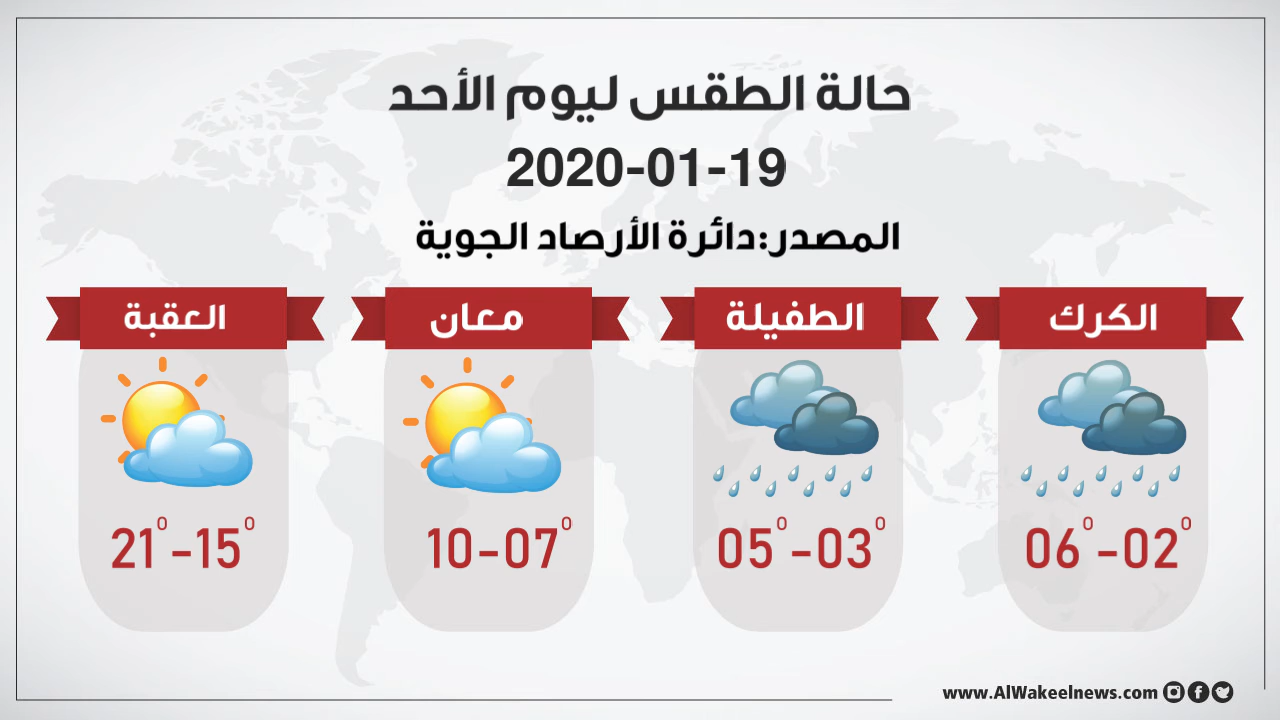 حالة الطقس ليوم الأحد
2020-01-19
المصدر:دائرة الأرصاد الجوية
الكرك
06°-02°
الطفيلة
05°-03°
معان
10-07°
العقبة
21°-15°
www.AlWakeelnews.com